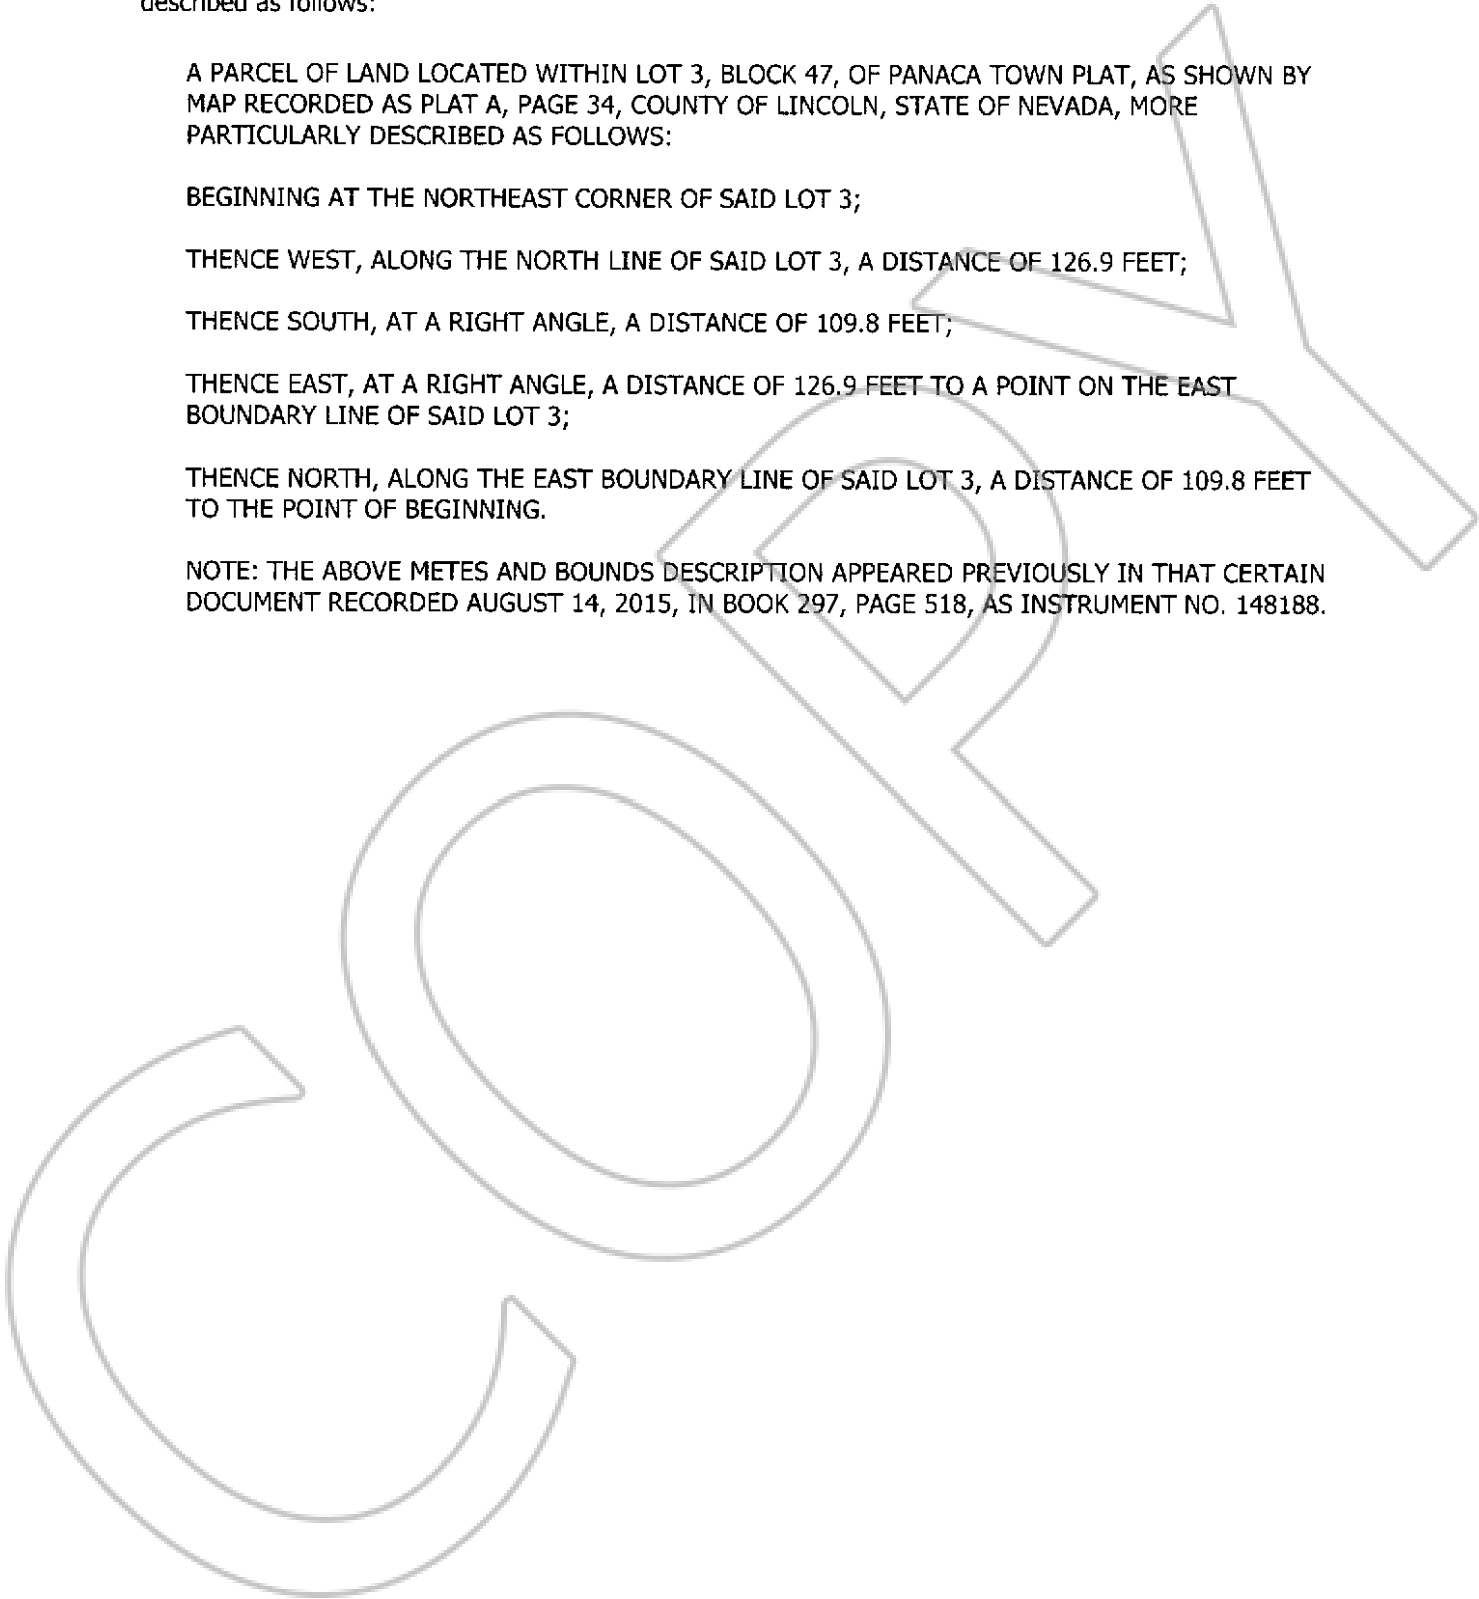 described as follows:
A PARCEL OF LAND LOCATED WITHIN LOT 3, BLOCK 47, OF PANACA TOWN PLAT, AS SHOWN BY
MAP RECORDED AS PLAT A, PAGE 34, COUNTY OF LINCOLN, STATE OF NEVADA, MORE
PARTICULARLY DESCRIBED AS FOLLOWS:
BEGINNING AT THE NORTHEAST CORNER OF SAID LOT 3;
THENCE WEST, ALONG THE NORTH LINE OF SAID LOT 3, A DISTANCE OF 126.9 FEET;
THENCE SOUTH, AT A RIGHT ANGLE, A DISTANCE OF 109.8 FEET;
THENCE EAST, AT A RIGHT ANGLE, A DISTANCE OF 126.9 FEET TO A POINT ON THE EAST
BOUNDARY LINE OF SAID LOT 3;
THENCE NORTH, ALONG THE EAST BOUNDARY LINE OF SAID LOT 3, A DISTANCE OF 109.8 FEET
TO THE POINT OF BEGINNING.
NOTE: THE ABOVE METES AND BOUNDS DESCRIPTION APPEARED PREVIOUSLY IN THAT CERTAIN
DOCUMENT RECORDED AUGUST 14, 2015, IN BOOK 297, PAGE 518, AS INSTRUMENT NO. 148188.
COPY